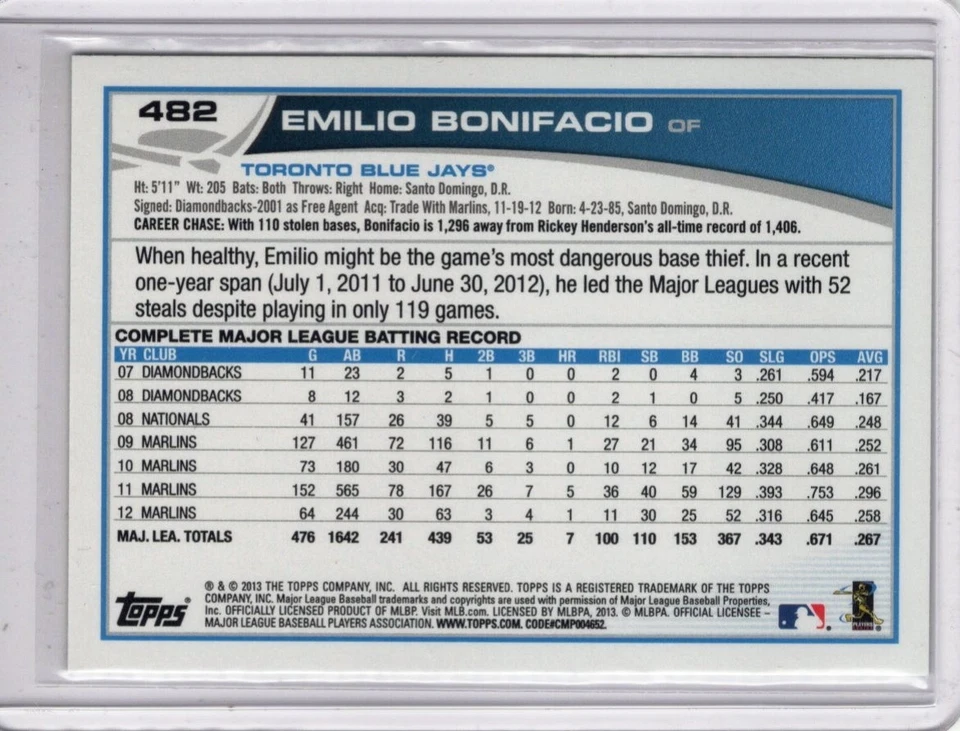 482 EMILIO BONIFACIO OF
TORONTO BLUE JAYS®
Ht: 5'11" Wt: 205 Bats: Both Throws: Right Home: Santo Domingo, D.R.
Signed: Diamondbacks-2001 as Free Agent Acq: Trade With Marlins, 11-19-12 Born: 4-23-85, Santo Domingo, D.R.
CAREER CHASE: With 110 stolen bases, Bonifacio is 1,296 away from Rickey Henderson's all-time record of 1,406.
When healthy, Emilio might be the game's most dangerous base thief. In a recent
one-year span (July 1, 2011 to June 30, 2012), he led the Major Leagues with 52
steals despite playing in only 119 games.
COMPLETE MAJOR LEAGUE BATTING RECORD
YR CLUB G AB R H 2B 3B HR RBI SB BB SO SLG OPS AVG
07 DIAMONDBACKS 11 23 2 5 1 0 0 2 0 4 3 .261 .594 .217
08 DIAMONDBACKS 8 12 3 2 1 0 0 2 1 0 5 .250 .417 .167
08 NATIONALS 41 157 26 39 5 5 0 12 6 14 41 .344 .649 .248
09 MARLINS 127 461 72 116 11 6 1 27 21 34 95 .308 .611 .252
10 MARLINS 73 180 30 47 6 3 0 10 12 17 42 .328 .648 .261
11 MARLINS 152 565 78 167 26 7 5 36 40 59 129 .393 .753 .296
12 MARLINS 64 244 30 63 3 4 1 11 30 25 52 .316 .645 .258
MAJ. LEA. TOTALS 476 1642 241 439 53 25 7 100 110 153 367 .343 .671 .267
Topps®
® & © 2013 THE TOPPS COMPANY, INC. ALL RIGHTS RESERVED. TOPPS IS A REGISTERED TRADEMARK OF THE TOPPS
COMPANY, INC. Major League Baseball trademarks and copyrights are used with permission of Major League Baseball Properties,
Inc. OFFICIALLY LICENSED PRODUCT OF MLBP. Visit MLB.com. LICENSED BY MLBPA, 2013. © MLBPA. OFFICIAL LICENSEE –
MAJOR LEAGUE BASEBALL PLAYERS ASSOCIATION. WWW.TOPPS.COM. CODE#CMP004652.